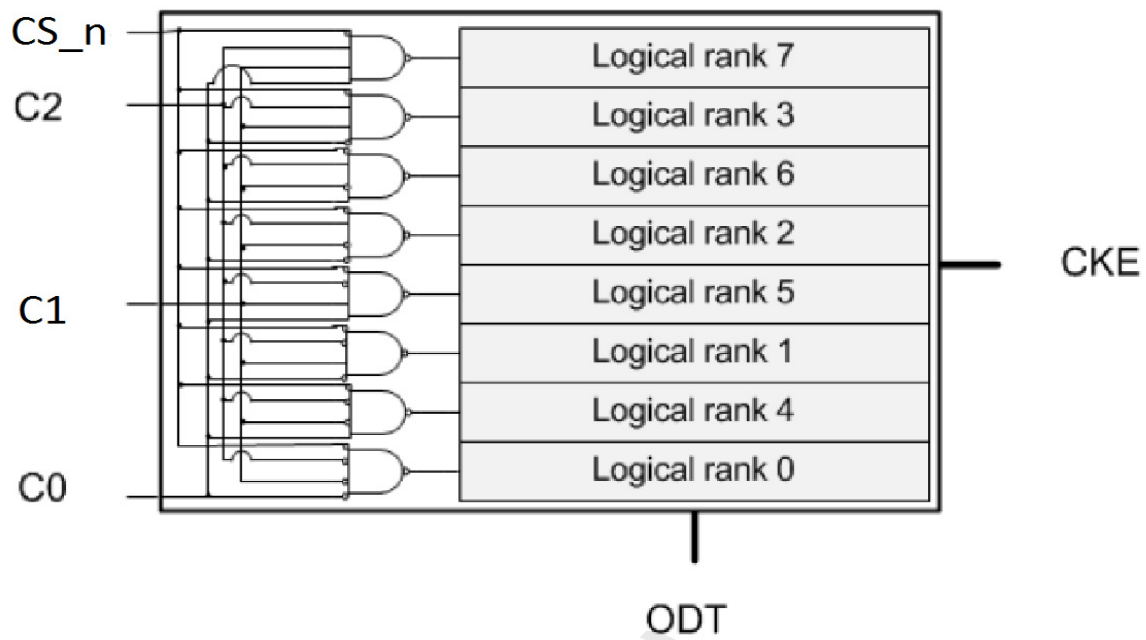 CS_n
Logical rank 7
C2
Logical rank 3
Logical rank 6
Logical rank 2
CKE
Logical rank 5
C1
Logical rank 1
Logical rank 4
Logical rank 0
C0
ODT